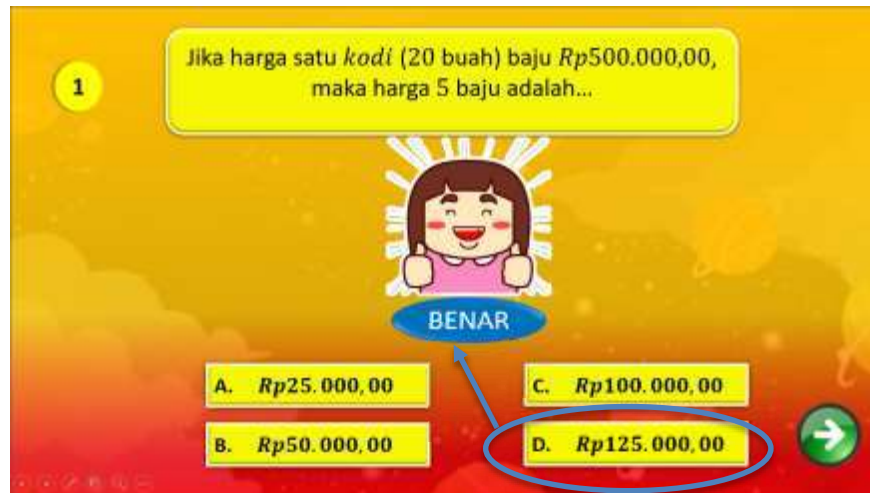 1
Jika harga satu kodi (20 buah) baju Rp500.000,00,
maka harga 5 baju adalah...
BENAR
A. Rp25.000,00
C. Rp100.000,00
B. Rp50.000,00
D. Rp125.000,00